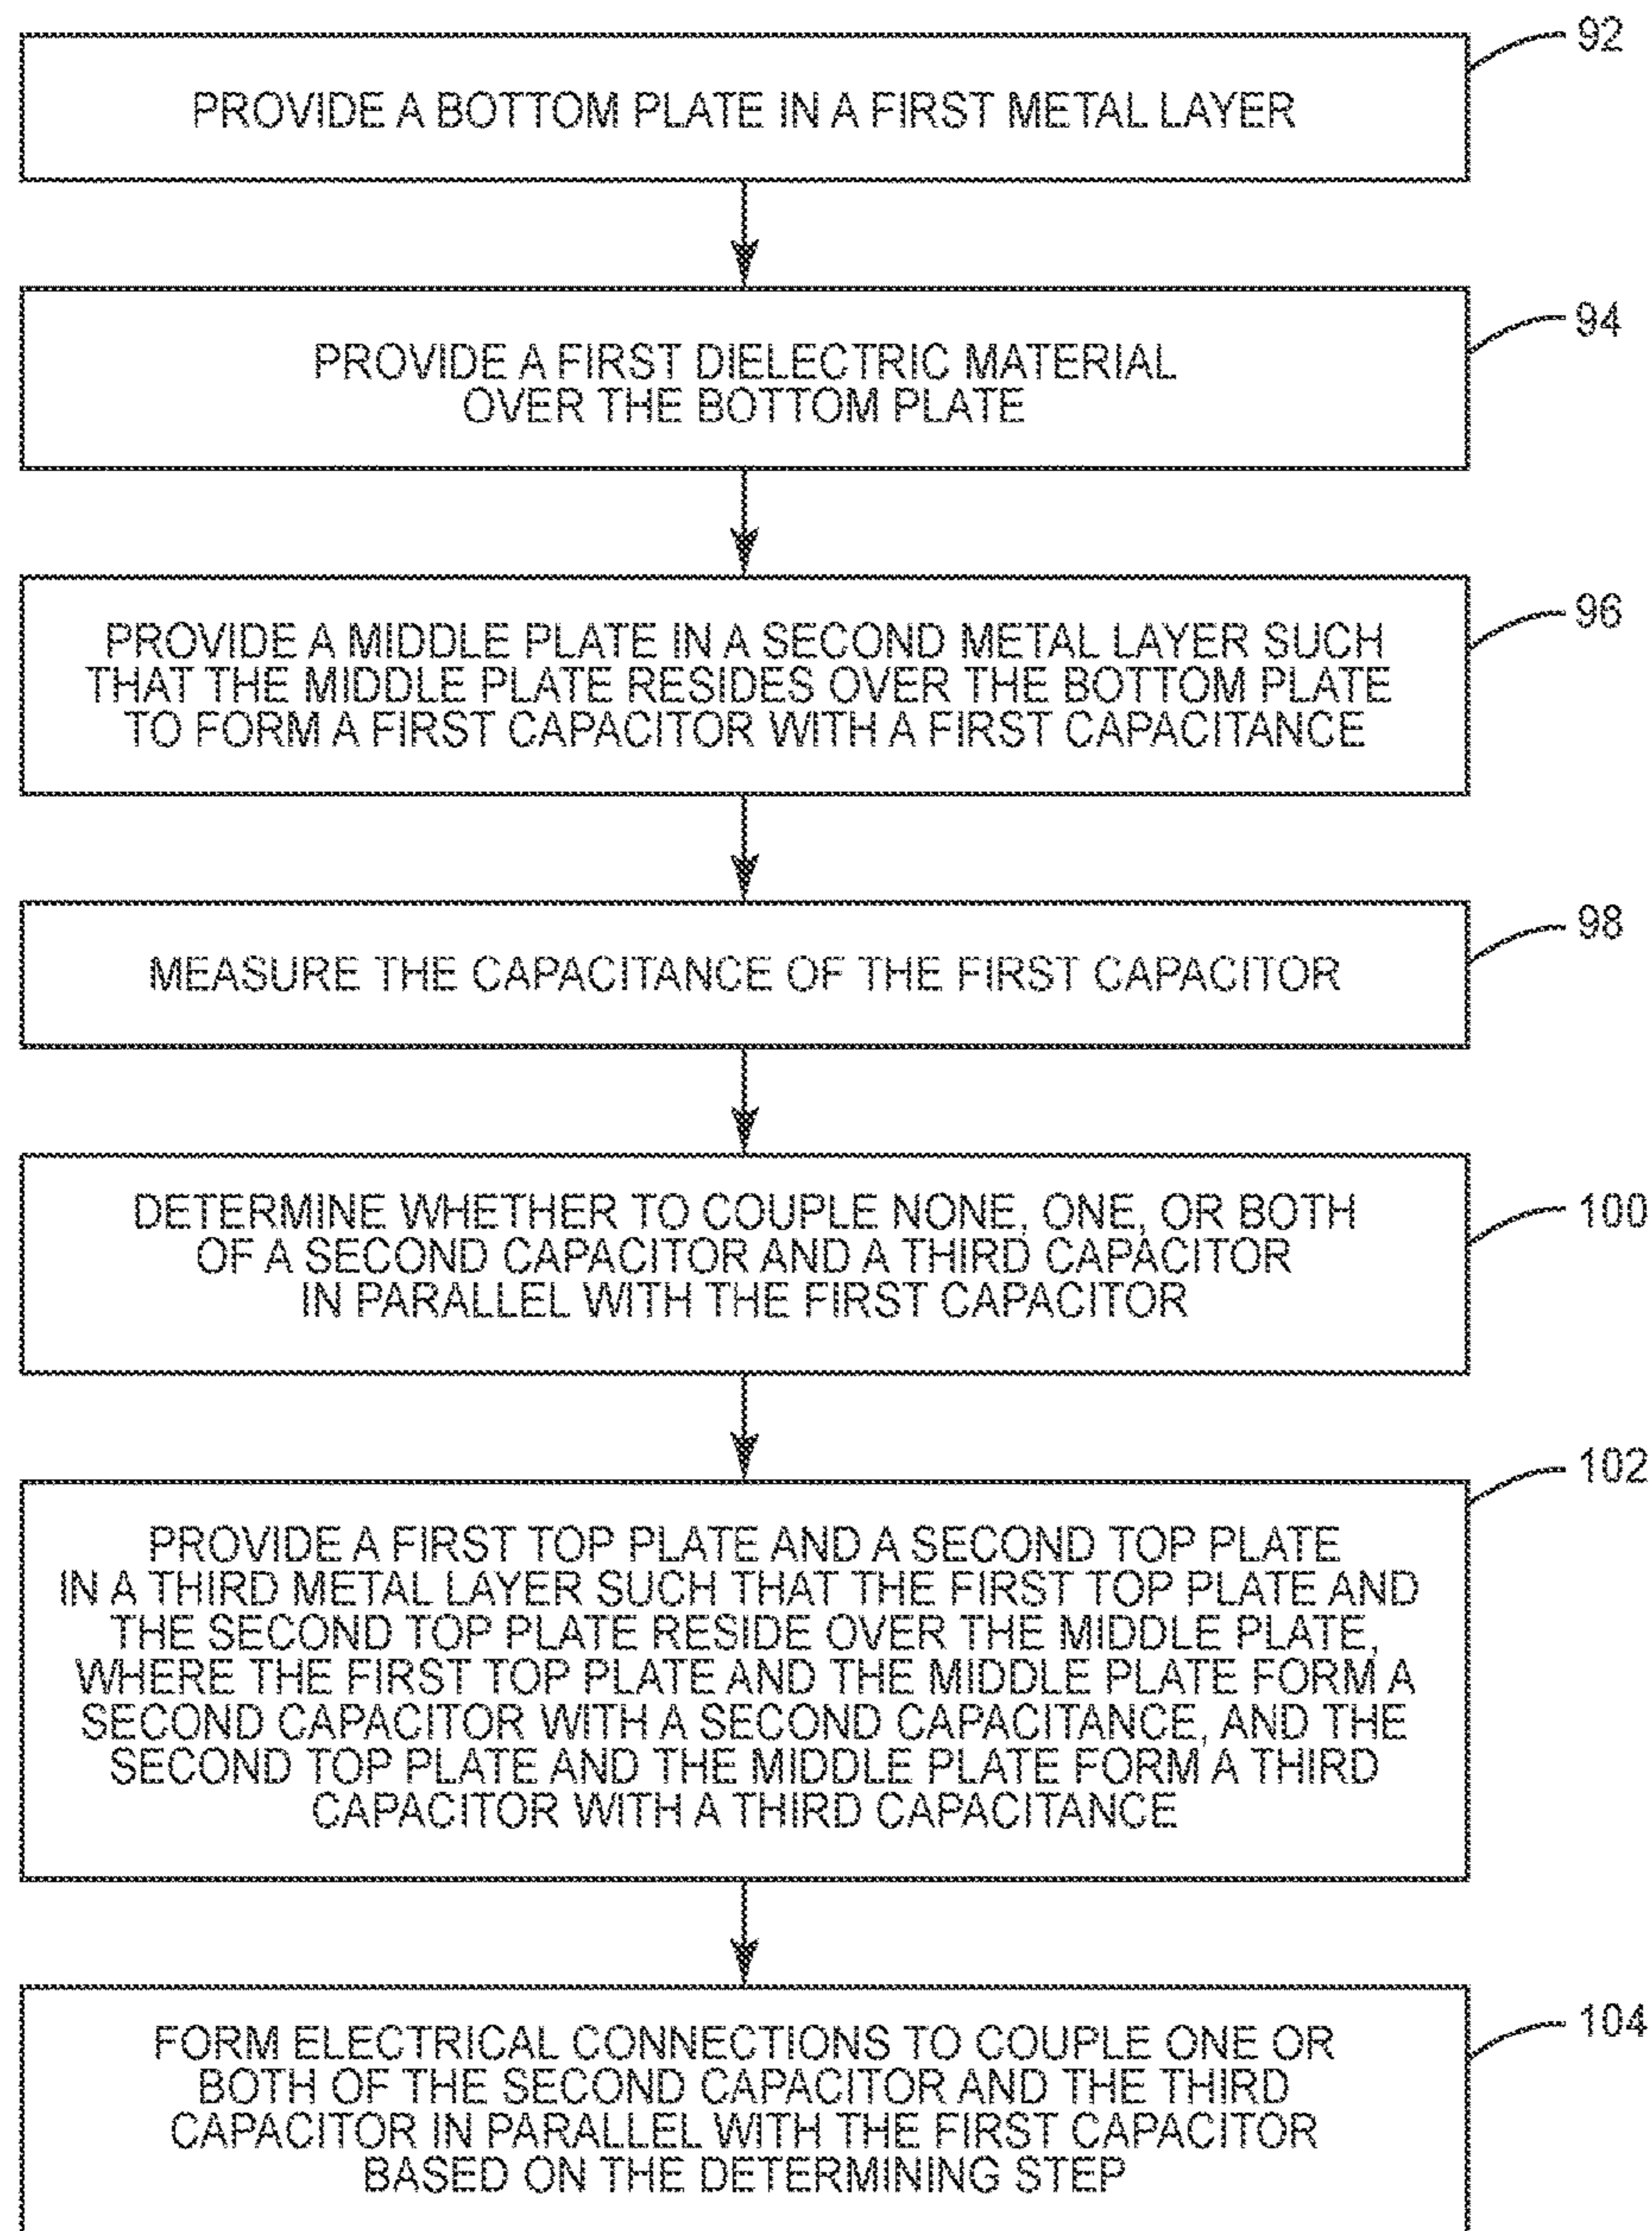 92
PROVIDE A BOTTOM PLATE IN A FIRST METAL LAYER
94
PROVIDE A FIRST DIELECTRIC MATERIAL
OVER THE BOTTOM PLATE
96
PROVIDE A MIDDLE PLATE IN A SECOND METAL LAYER SUCH
THAT THE MIDDLE PLATE RESIDES OVER THE BOTTOM PLATE
TO FORM A FIRST CAPACITOR WITH A FIRST CAPACITANCE
98
MEASURE THE CAPACITANCE OF THE FIRST CAPACITOR
100
DETERMINE WHETHER TO COUPLE NONE, ONE, OR BOTH
OF A SECOND CAPACITOR AND A THIRD CAPACITOR
IN PARALLEL WITH THE FIRST CAPACITOR
102
PROVIDE A FIRST TOP PLATE AND A SECOND TOP PLATE
IN A THIRD METAL LAYER SUCH THAT THE FIRST TOP PLATE AND
THE SECOND TOP PLATE RESIDE OVER THE MIDDLE PLATE,
WHERE THE FIRST TOP PLATE AND THE MIDDLE PLATE FORM A
SECOND CAPACITOR WITH A SECOND CAPACITANCE, AND THE
SECOND TOP PLATE AND THE MIDDLE PLATE FORM A THIRD
CAPACITOR WITH A THIRD CAPACITANCE
104
FORM ELECTRICAL CONNECTIONS TO COUPLE ONE OR
BOTH OF THE SECOND CAPACITOR AND THE THIRD
CAPACITOR IN PARALLEL WITH THE FIRST CAPACITOR
BASED ON THE DETERMINING STEP